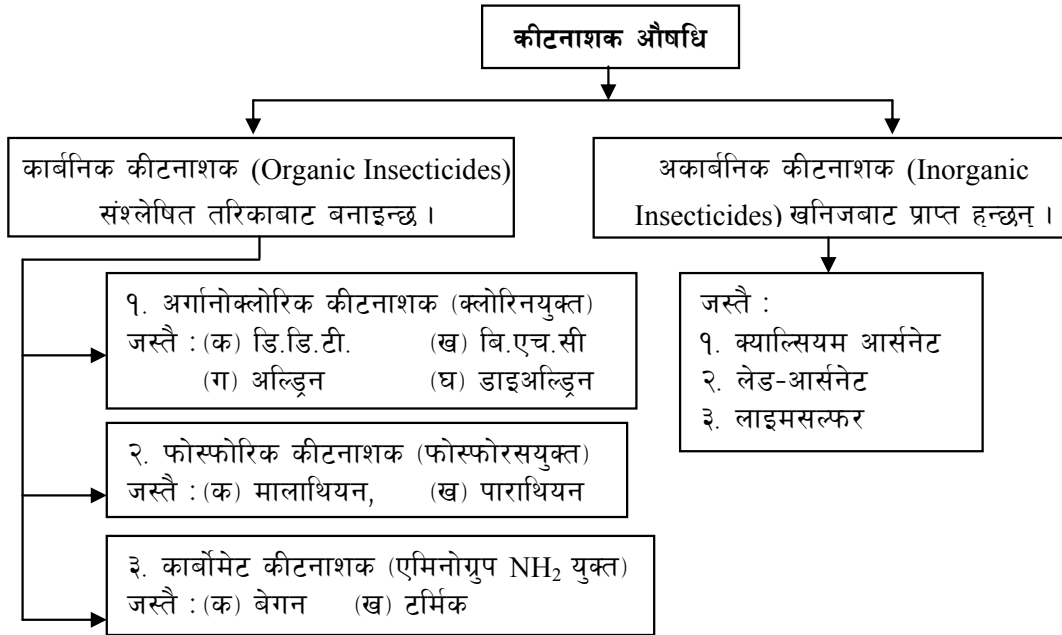 कीटनाशक औषधि
कार्बनिक कीटनाशक (Organic Insecticides)
संश्लेषित तरिकाबाट बनाइन्छ ।
अकार्बनिक कीटनाशक (Inorganic
Insecticides) खनिजबाट प्राप्त हुन्छन् ।
१. अर्गानोक्लोरिक कीटनाशक (क्लोरिनयुक्त)
जस्तै : (क) डि.डि.टी. (ख) बि.एच.सी
(ग) अल्ड्रिन (घ) डाइअल्ड्रिन
२. फोस्फोरिक कीटनाशक (फोस्फोरसयुक्त)
जस्तै : (क) मालाथियन, (ख) पाराथियन
३. कार्बोमेट कीटनाशक (एमिनोग्रुप NH₂ युक्त)
जस्तै : (क) बेगन (ख) टर्मिक
जस्तै :
१. क्याल्सियम आर्सनेट
२. लेड-आर्सनेट
३. लाइमसल्फर